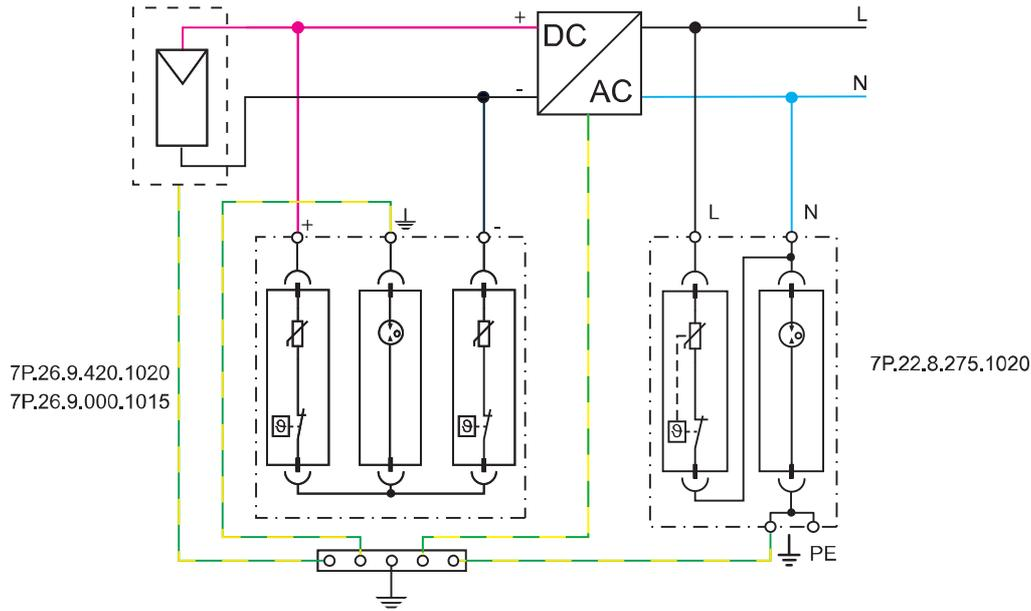 +
L
DC
-
AC
N
+
-
L
N
ϑ
ϑ
ϑ
7P.26.9.420.1020
7P.26.9.000.1015
7P.22.8.275.1020
PE